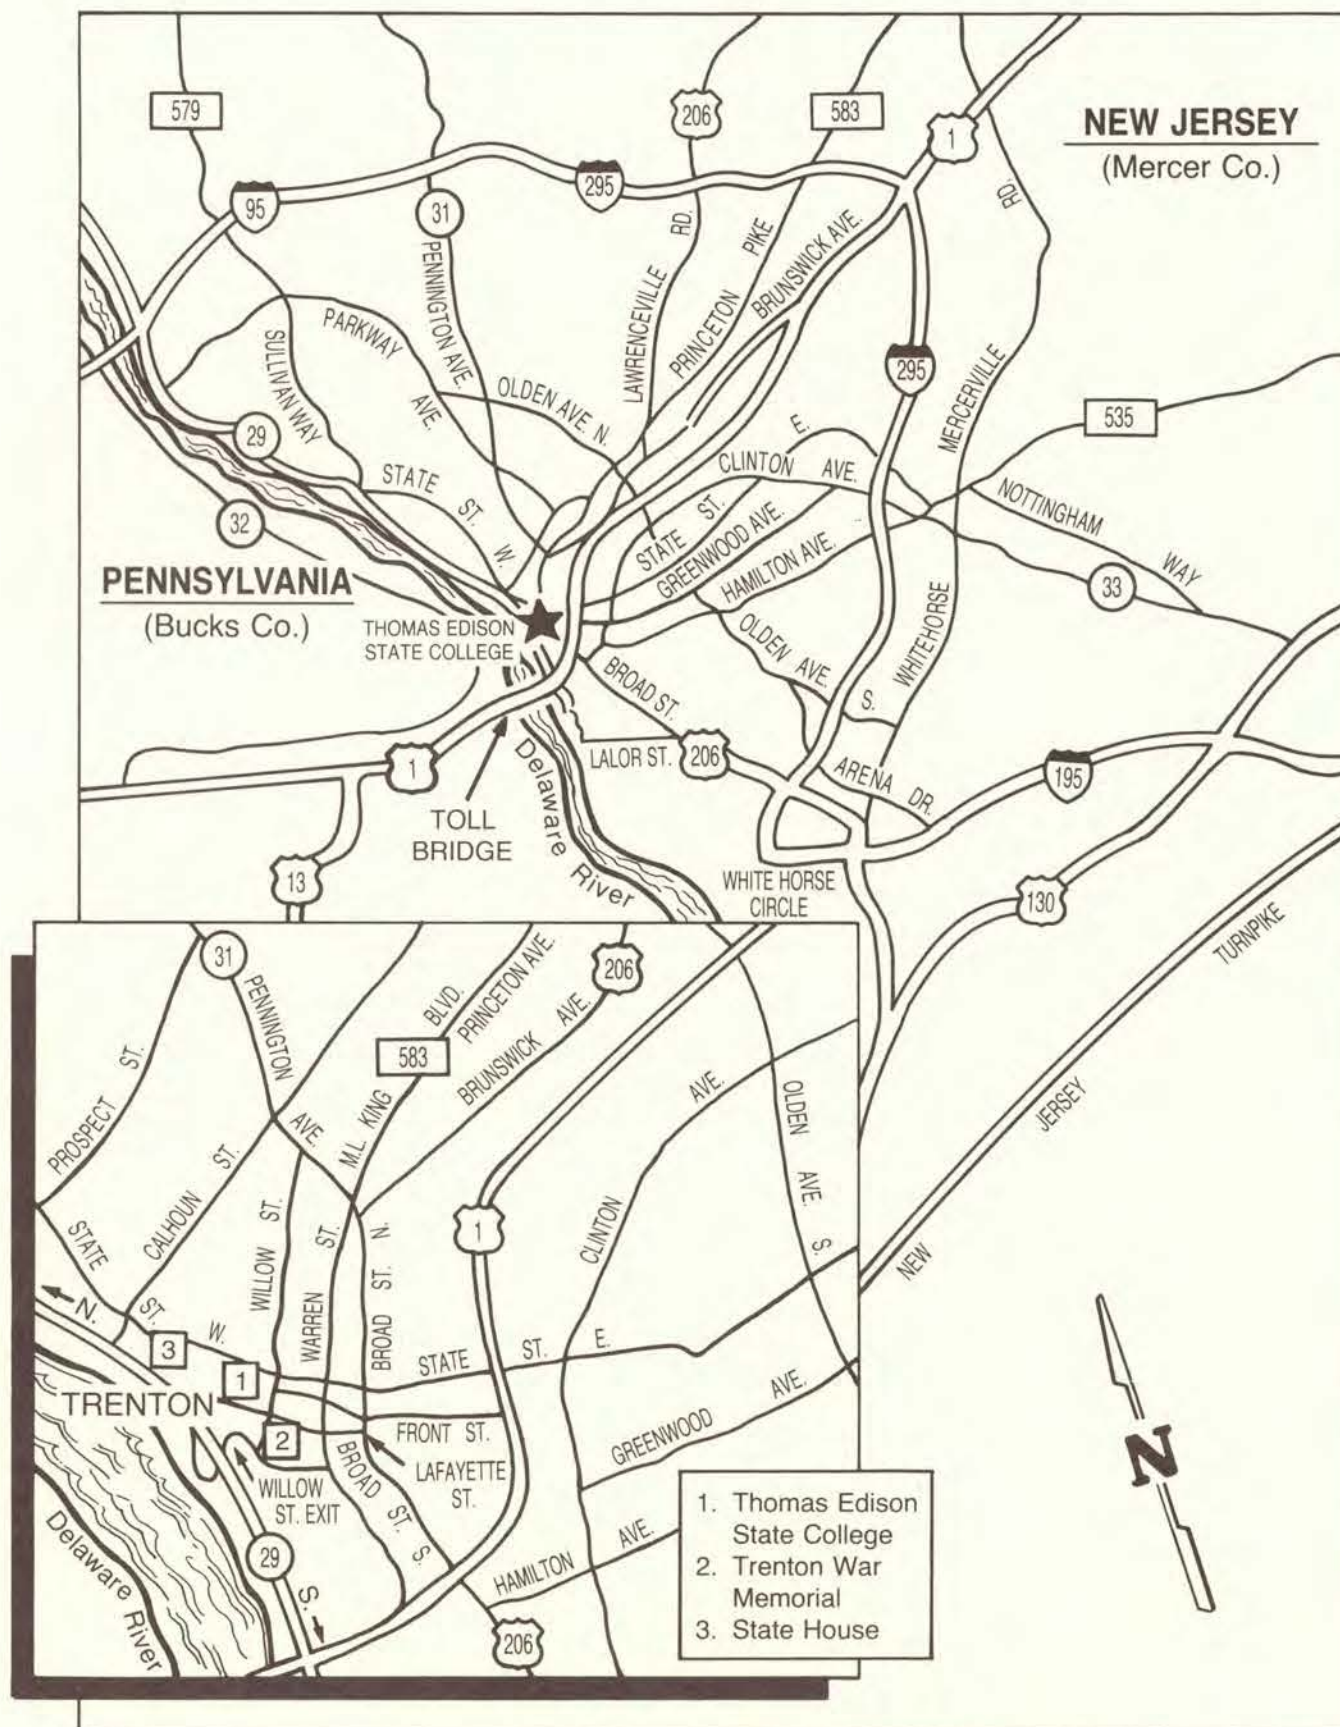 579
206
583
1
NEW JERSEY
(Mercer Co.)
95
295
31
RD.
RD.
PIKE
BRUNSWICK AVE.
PENNINGTON AVE.
LAWRENCEVILLE
PRINCETON
PARKWAY
AVE.
SULLIVAN WAY
OLDEN AVE. N.
295
MERCERVILLE
535
29
STATE
ST.
W.
E.
CLINTON AVE.
STATE ST.
GREENWOOD AVE.
HAMILTON AVE.
NOTTINGHAM
WAY
32
33
PENNSYLVANIA
(Bucks Co.)
THOMAS EDISON
STATE COLLEGE
OLDEN AVE.
S.
WHITEHORSE
BROAD ST.
LALOR ST.
206
1
ARENA DR.
195
TOLL
BRIDGE
Delaware River
13
WHITE HORSE
CIRCLE
130
TURNPIKE
JERSEY
NEW
31
PENNINGTON
AVE.
BLVD.
PRINCETON AVE.
206
583
BRUNSWICK AVE.
M.L. KING
PROSPECT ST.
CALHOUN ST.
CLINTON
AVE.
OLDEN AVE. S.
STATE
ST.
W.
WILLOW ST.
WARREN ST.
BROAD ST. N.
1
N.
3
1
STATE ST. E.
TRENTON
2
FRONT ST.
LAFAYETTE
ST.
GREENWOOD AVE.
WILLOW
ST. EXIT
BROAD ST. S.
29
S.
HAMILTON AVE.
206
Delaware River
1. Thomas Edison
State College
2. Trenton War
Memorial
3. State House
N